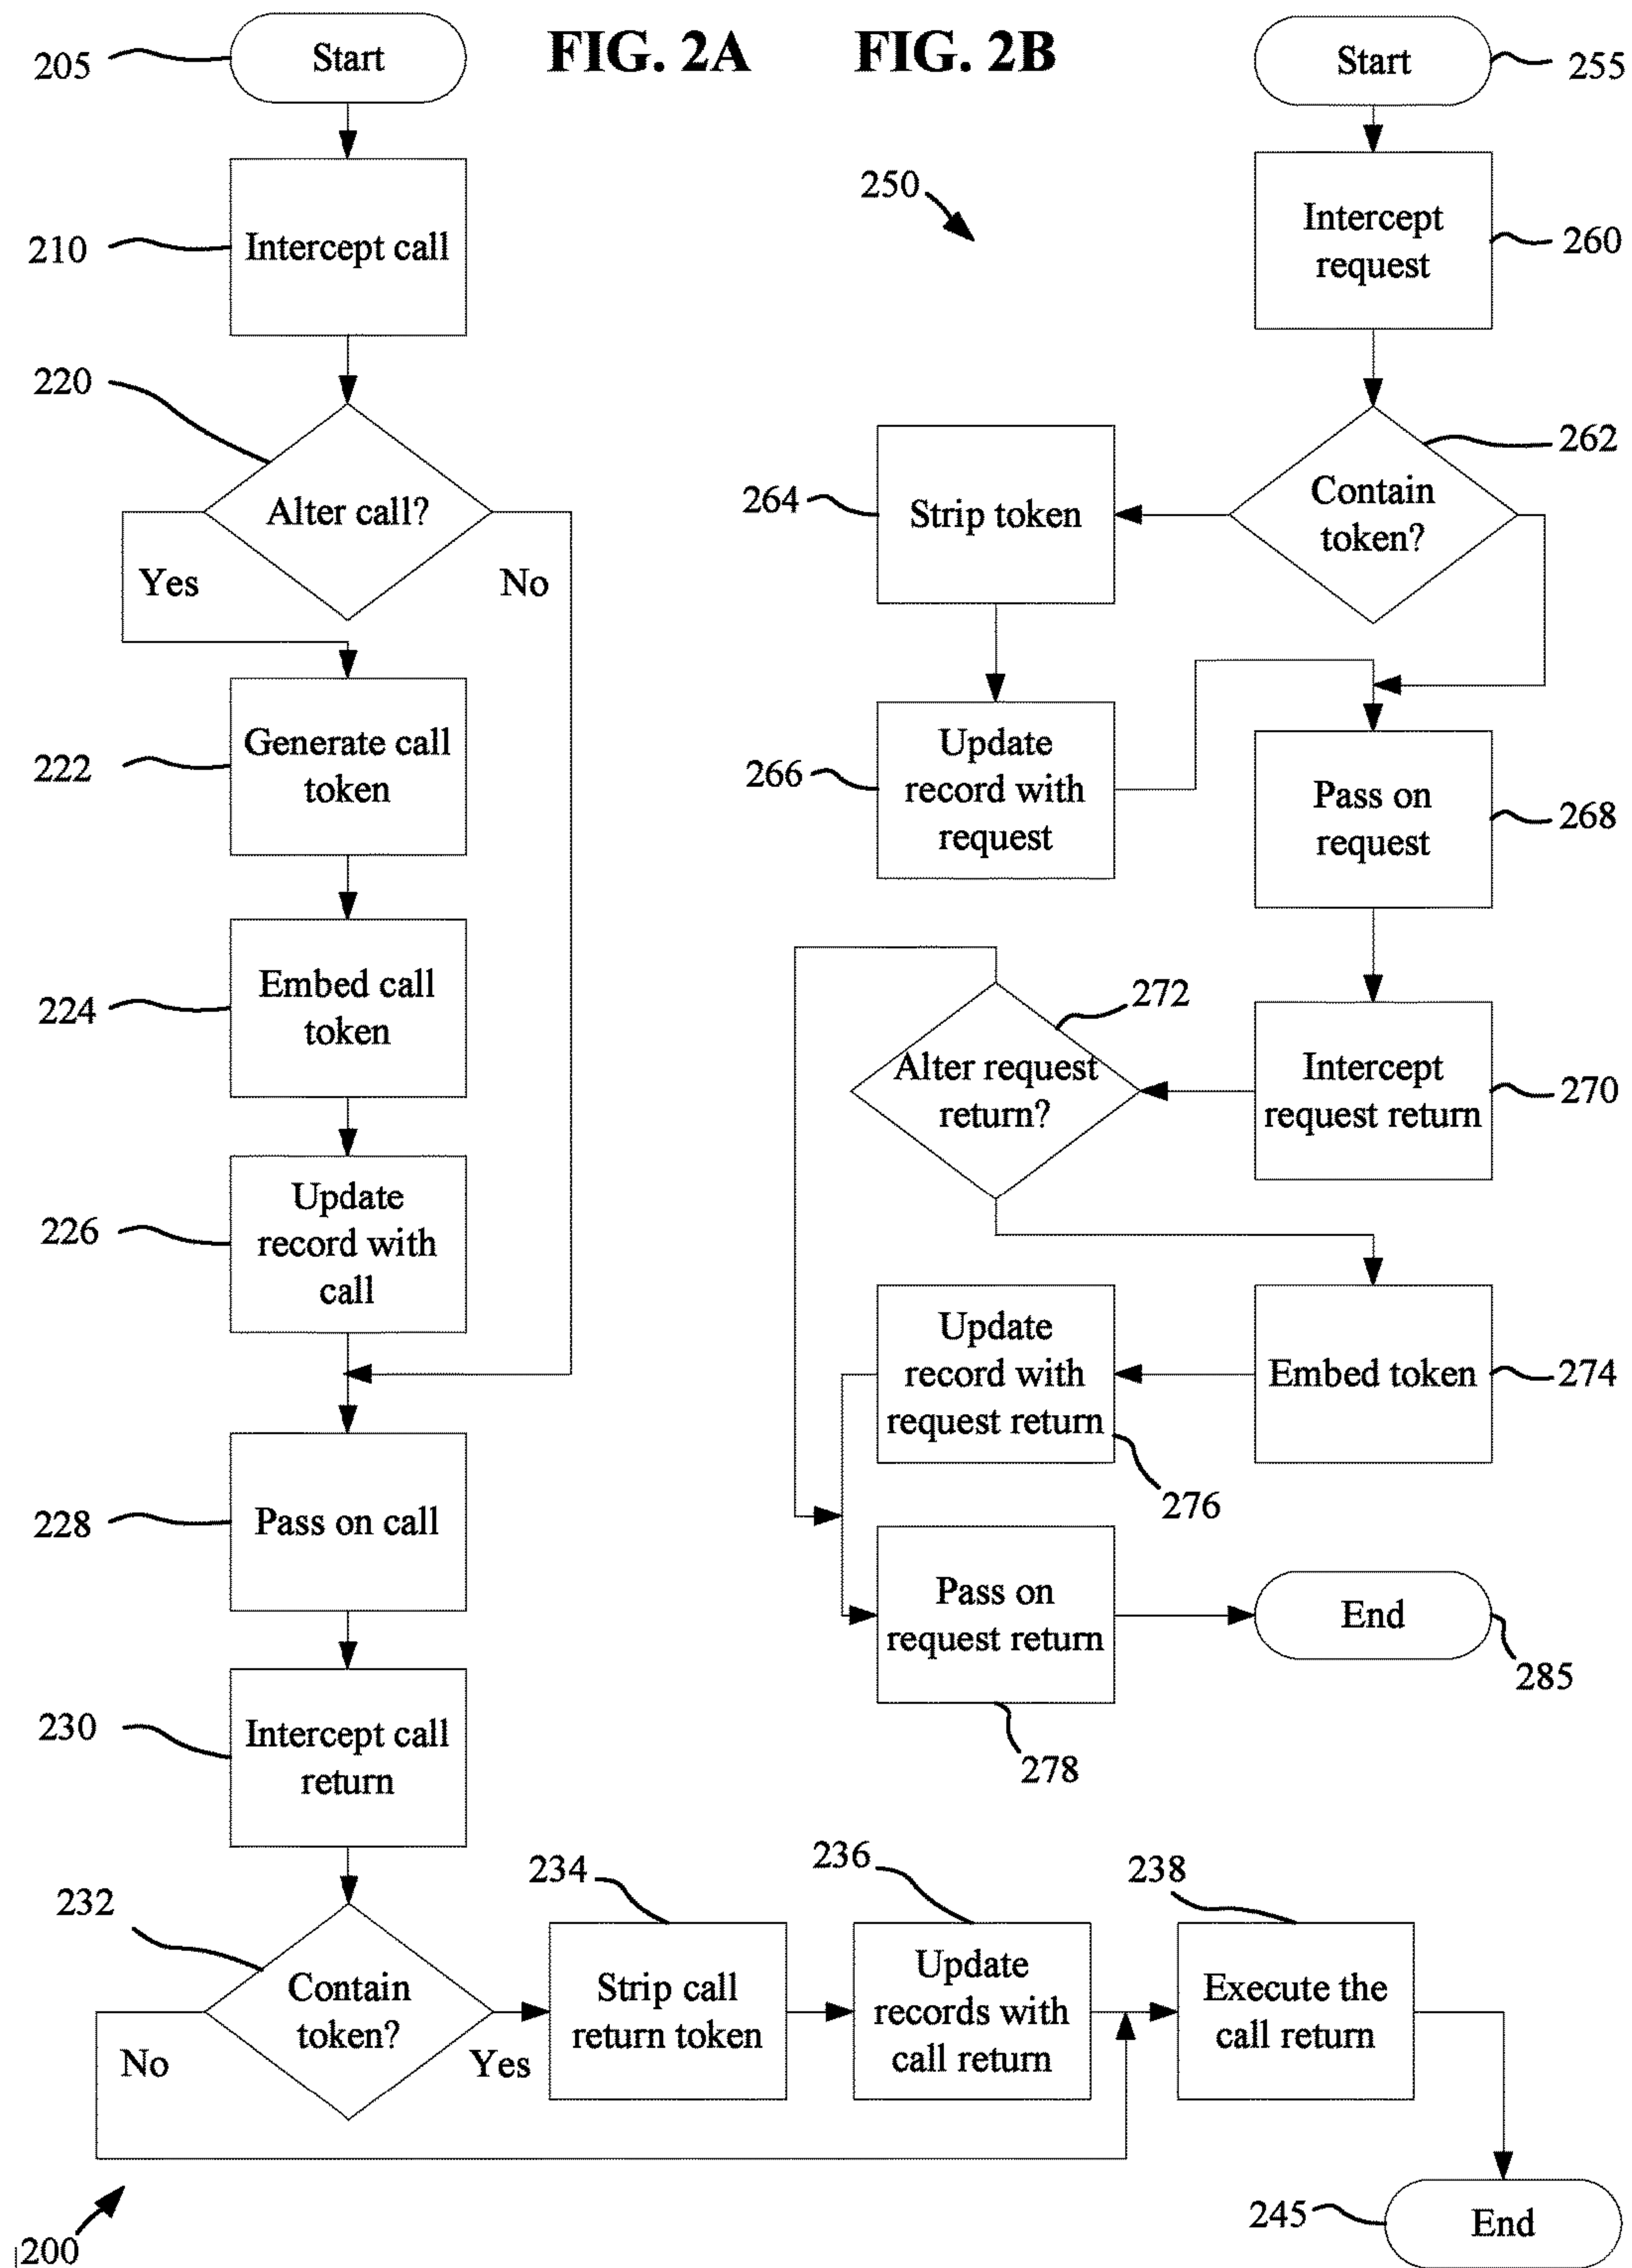 FIG. 2A
205
Start
210
Intercept call
220
Alter call?
Yes
No
222
Generate call
token
224
Embed call
token
226
Update
record with
call
228
Pass on call
230
Intercept call
return
232
Contain
token?
No
Yes
234
Strip call
return token
236
Update
records with
call return
238
Execute the
call return
245
End
200
FIG. 2B
250
Start
255
Intercept
request
260
Contain
token?
262
264
Strip token
266
Update
record with
request
Pass on
request
268
Intercept
request return
270
272
Alter request
return?
Embed token
274
Update
record with
request return
276
Pass on
request return
278
End
285